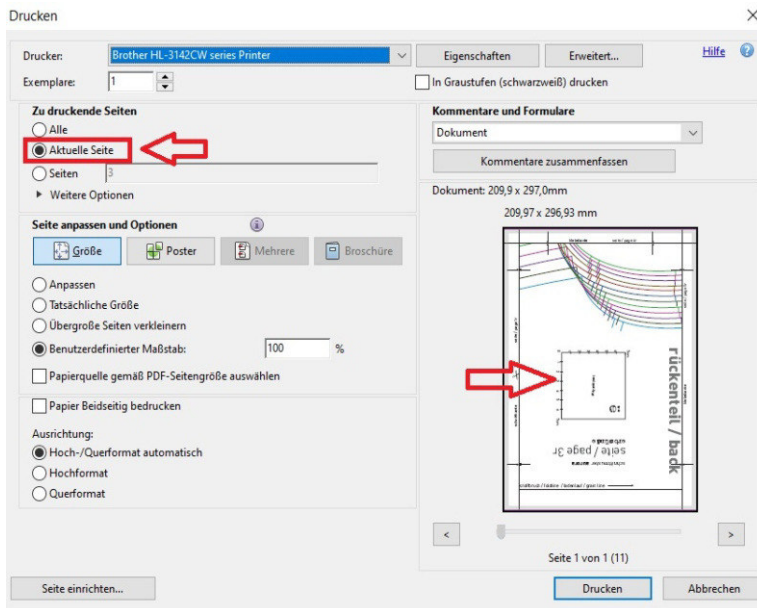 Drucken
Drucker:
Brother HL-3142CW series Printer
Eigenschaften
Erweitert...
Hilfe
Exemplare:
1
In Graustufen (schwarzweiß) drucken
Zu druckende Seiten
Alle
Aktuelle Seite
Seiten
3
Weitere Optionen
Kommentare und Formulare
Dokument
Kommentare zusammenfassen
Seite anpassen und Optionen
Größe
Poster
Mehrere
Broschüre
Anpassen
Tatsächliche Größe
Übergroße Seiten verkleinern
Benutzerdefinierter Maßstab:
100
%
Papierquelle gemäß PDF-Seitengröße auswählen
Papier Beidseitig bedrucken
Ausrichtung:
Hoch-/Querformat automatisch
Hochformat
Querformat
Dokument: 209,9 x 297,0mm
209,97 x 296,93 mm
rückenteil / back
seite / page 3r
<
>
Seite 1 von 1 (11)
Seite einrichten...
Drucken
Abbrechen